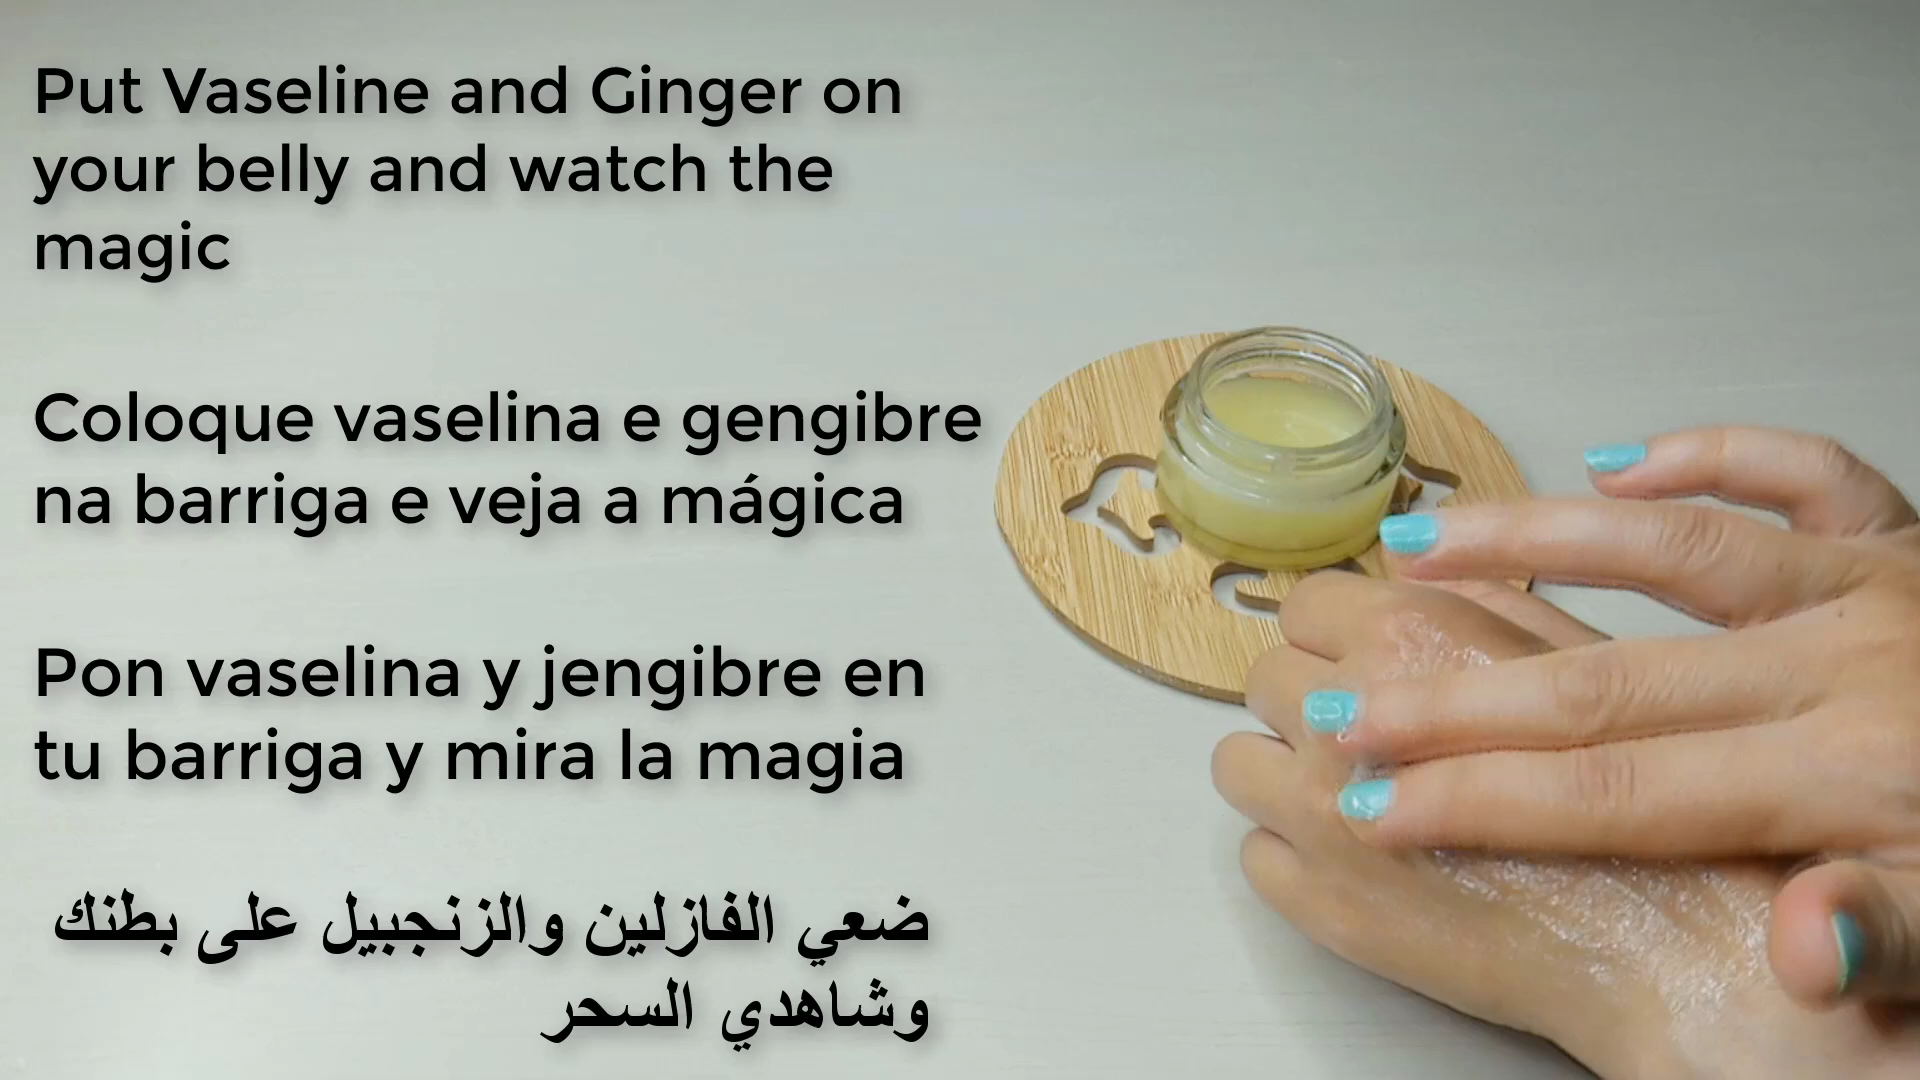 Put Vaseline and Ginger on
your belly and watch the
magic
Coloque vaselina e gengibre
na barriga e veja a mágica
Pon vaselina y jengibre en
tu barriga y mira la magia
ضعي الفازلين والزنجبيل على بطنك
وشاهدي السحر